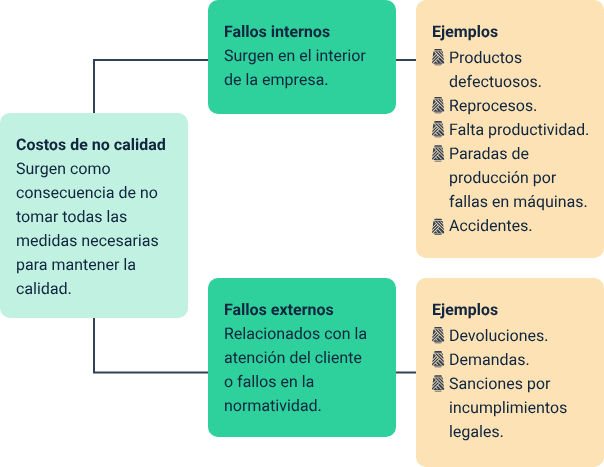 Costos de no calidad
Surgen como
consecuencia de no
tomar todas las
medidas necesarias
para mantener la
calidad.
Fallos internos
Surgen en el interior
de la empresa.
Ejemplos
Productos
defectuosos.
Reprocesos.
Falta productividad.
Paradas de
producción por
fallas en máquinas.
Accidentes.
Fallos externos
Relacionados con la
atención del cliente
o fallos en la
normatividad.
Ejemplos
Devoluciones.
Demandas.
Sanciones por
incumplimientos
legales.